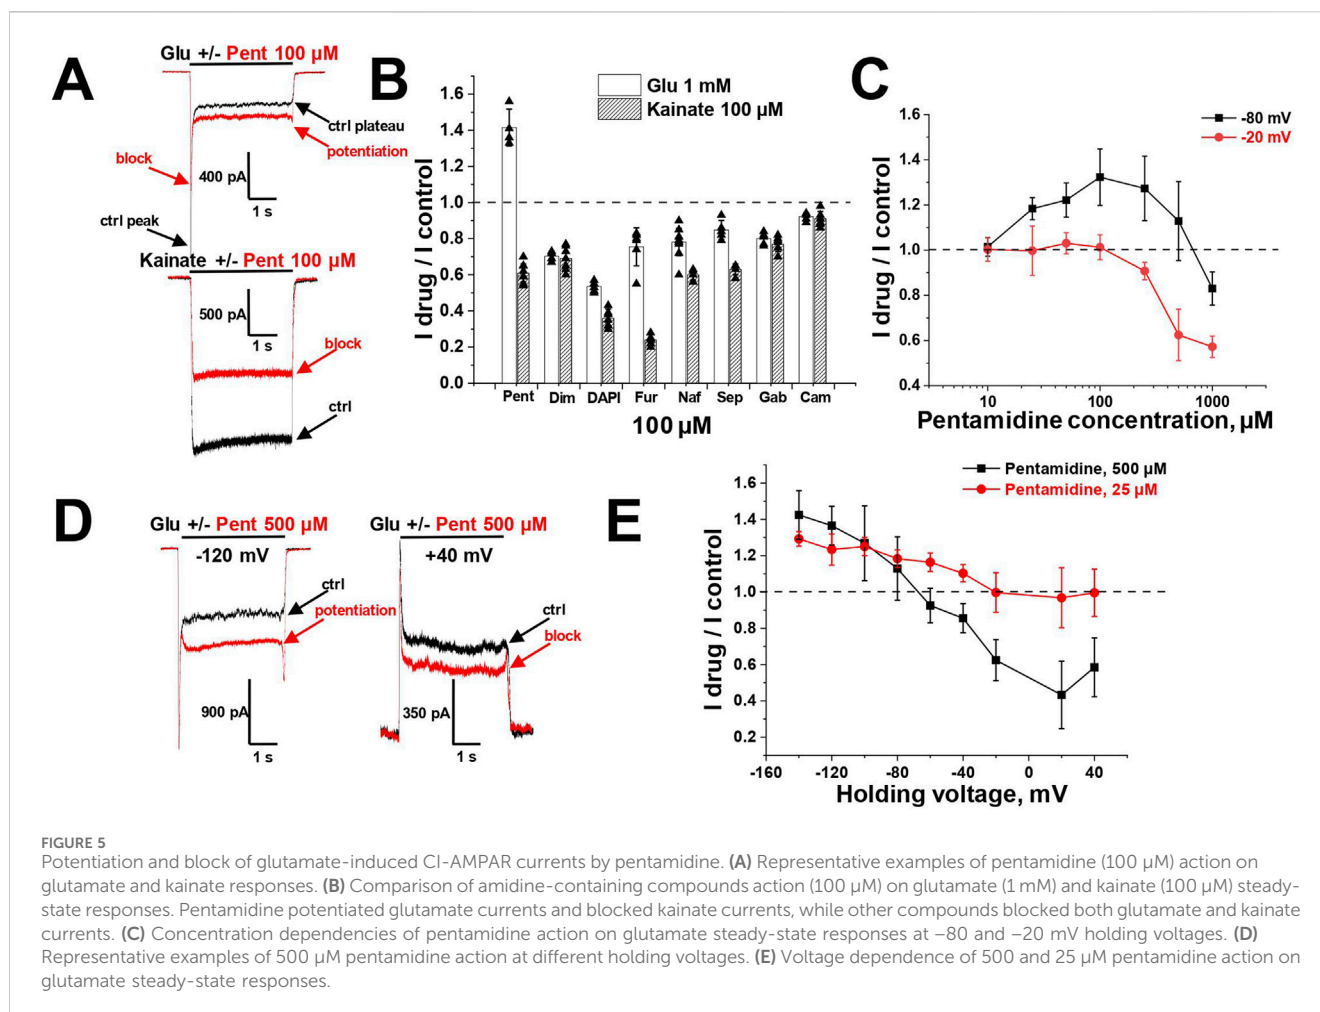 A
Glu +/- Pent 100 µM
ctrl plateau
potentiation
block
400 pA
1 s
ctrl peak
Kainate +/- Pent 100 µM
500 pA
1 s
block
ctrl
B
Glu 1 mM
Kainate 100 µM
I drug / I control
1.6
1.4
1.2
1.0
0.8
0.6
0.4
0.2
0.0
Pent Dim DAPI Fur Naf Sep Gab Cam
100 µM
C
-80 mV
-20 mV
I drug / I control
1.6
1.4
1.2
1.0
0.8
0.6
0.4
10 100 1000
Pentamidine concentration, µM
D
Glu +/- Pent 500 µM
-120 mV
ctrl
potentiation
900 pA
1 s
Glu +/- Pent 500 µM
+40 mV
ctrl
block
350 pA
1 s
E
Pentamidine, 500 µM
Pentamidine, 25 µM
I drug / I control
1.6
1.4
1.2
1.0
0.8
0.6
0.4
0.2
-160 -120 -80 -40 0 40
Holding voltage, mV
FIGURE 5
Potentiation and block of glutamate-induced CI-AMPAR currents by pentamidine. (A) Representative examples of pentamidine (100 µM) action on
glutamate and kainate responses. (B) Comparison of amidine-containing compounds action (100 µM) on glutamate (1 mM) and kainate (100 µM) steady-
state responses. Pentamidine potentiated glutamate currents and blocked kainate currents, while other compounds blocked both glutamate and kainate
currents. (C) Concentration dependencies of pentamidine action on glutamate steady-state responses at –80 and –20 mV holding voltages. (D)
Representative examples of 500 µM pentamidine action at different holding voltages. (E) Voltage dependence of 500 and 25 µM pentamidine action on
glutamate steady-state responses.